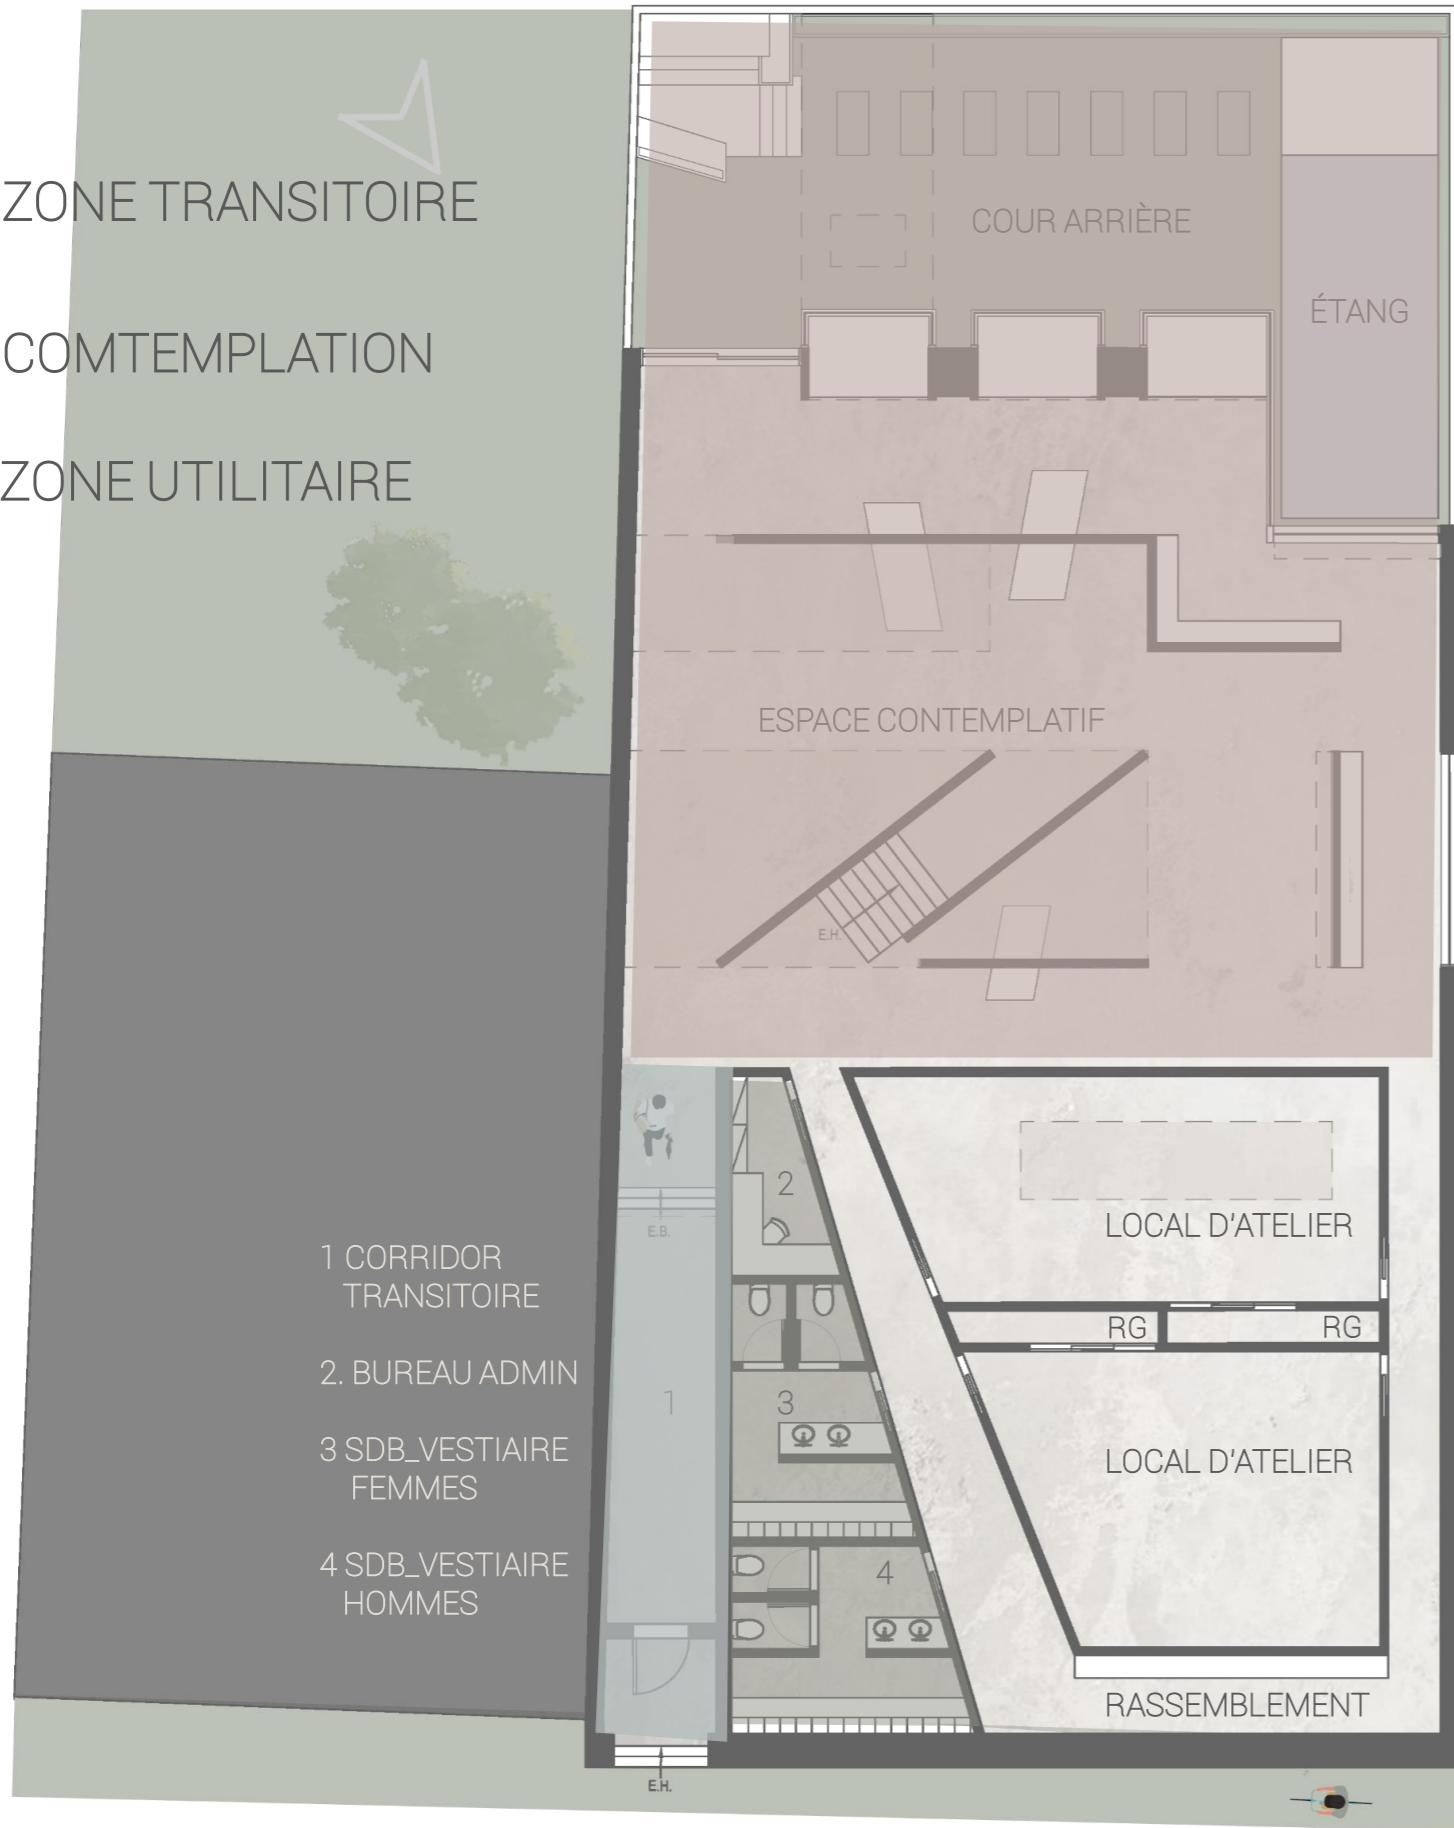 ZONE TRANSITOIRE
COMTEMPLATION
ZONE UTILITAIRE
COUR ARRIÈRE
ÉTANG
ESPACE CONTEMPLATIF
E.H.
2
E.B.
LOCAL D'ATELIER
RG
RG
1
3
LOCAL D'ATELIER
4
RASSEMBLEMENT
E.H.
1 CORRIDOR
TRANSITOIRE
2. BUREAU ADMIN
3 SDB_VESTIAIRE
FEMMES
4 SDB_VESTIAIRE
HOMMES